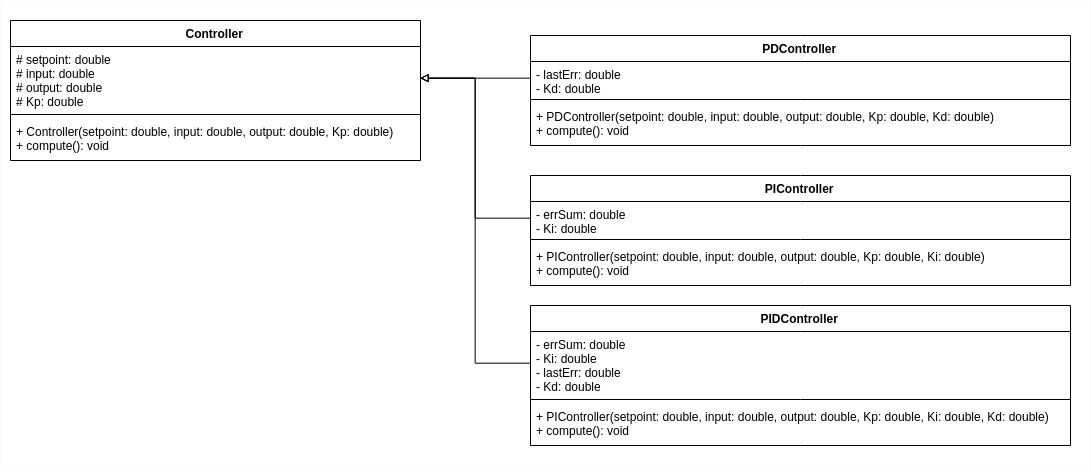 Controller
# setpoint: double
# input: double
# output: double
# Kp: double
+ Controller(setpoint: double, input: double, output: double, Kp: double)
+ compute(): void
PDController
- lastErr: double
- Kd: double
+ PDController(setpoint: double, input: double, output: double, Kp: double, Kd: double)
+ compute(): void
PIController
- errSum: double
- Ki: double
+ PIController(setpoint: double, input: double, output: double, Kp: double, Ki: double)
+ compute(): void
PIDController
- errSum: double
- Ki: double
- lastErr: double
- Kd: double
+ PIController(setpoint: double, input: double, output: double, Kp: double, Ki: double, Kd: double)
+ compute(): void